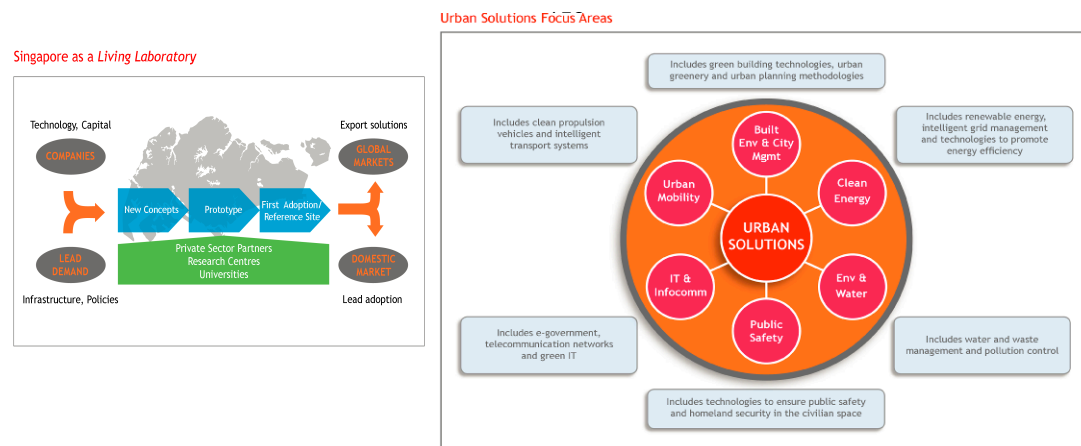 Urban Solutions Focus Areas
Singapore as a Living Laboratory
Technology, Capital
COMPANIES
Export solutions
GLOBAL
MARKETS
New Concepts
Prototype
First Adoption/
Reference Site
Private Sector Partners
Research Centres
Universities
LEAD
DEMAND
Infrastructure, Policies
DOMESTIC
MARKET
Lead adoption
Includes green building technologies, urban
greenery and urban planning methodologies
Includes clean propulsion
vehicles and intelligent
transport systems
Includes renewable energy,
intelligent grid management
and technologies to promote
energy efficiency
Built
Env & City
Mgmt
Urban
Mobility
Clean
Energy
URBAN
SOLUTIONS
IT &
Infocomm
Env &
Water
Public
Safety
Includes e-government,
telecommunication networks
and green IT
Includes water and waste
management and pollution control
Includes technologies to ensure public safety
and homeland security in the civilian space